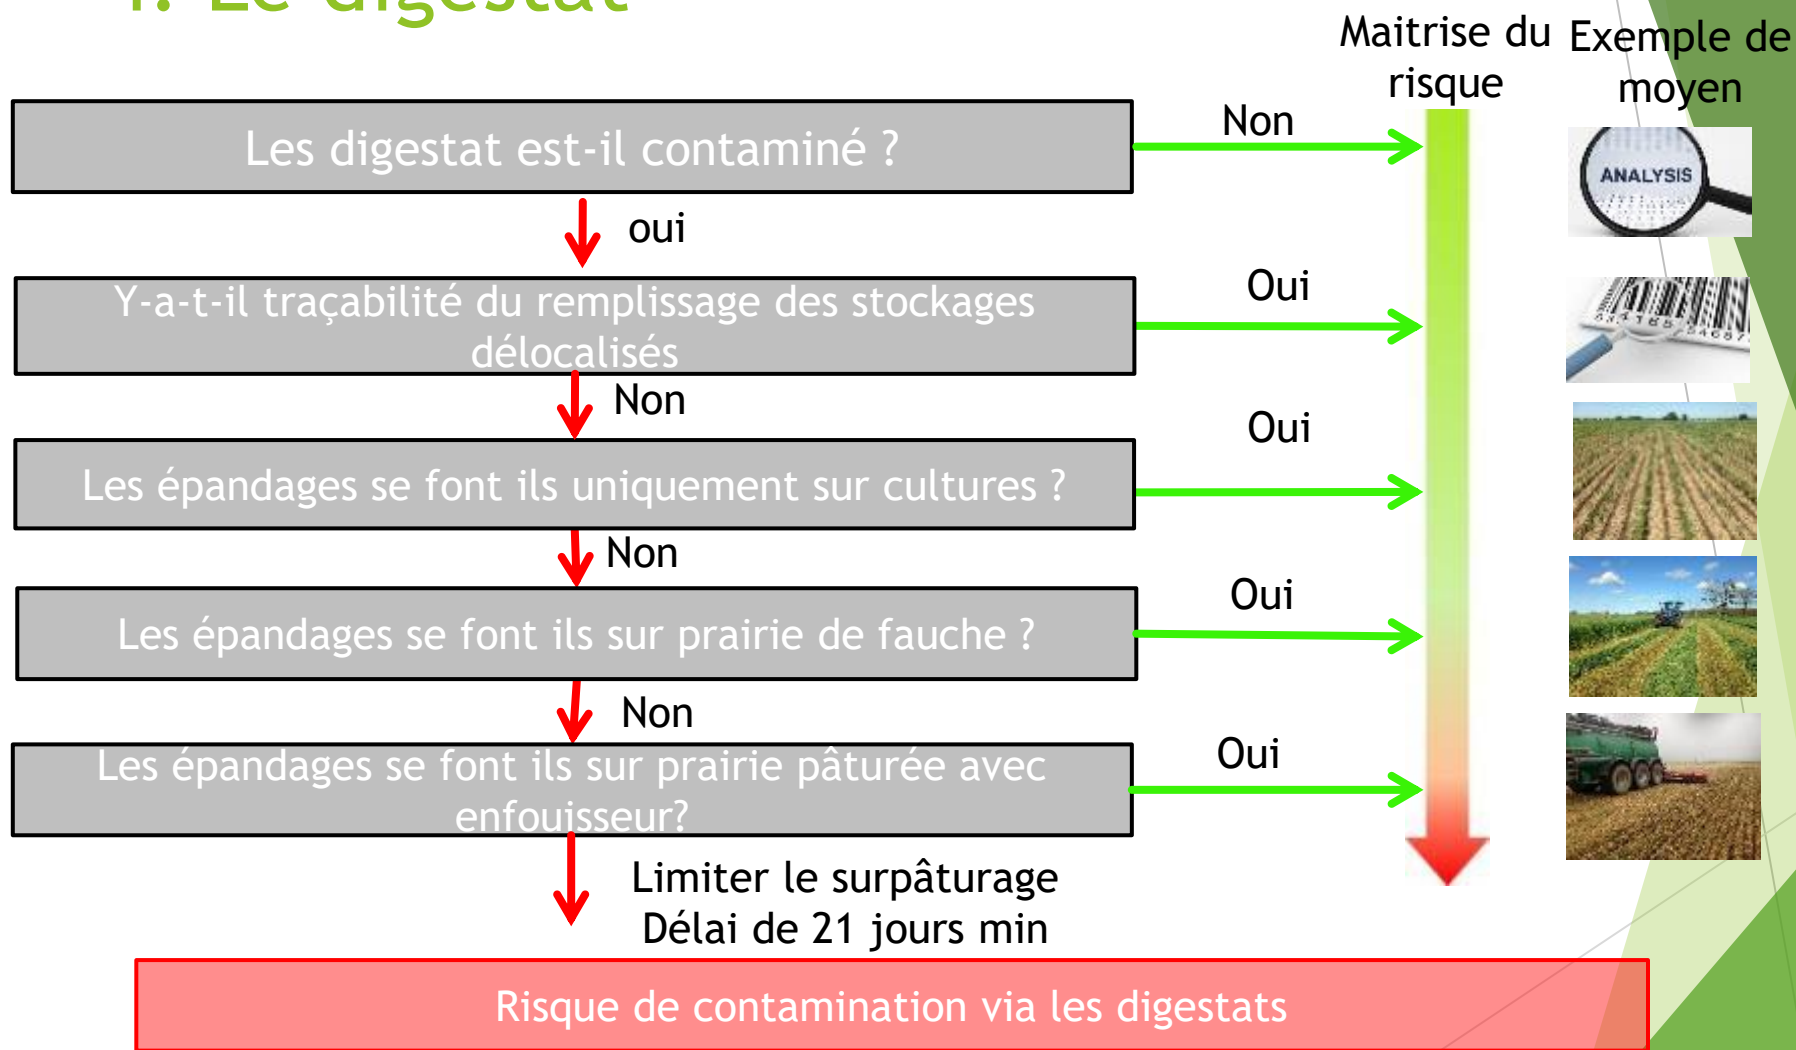 Le digestat
Maitrise du
risque
Exemple de
moyen
Les digestat est-il contaminé ?
Non
ANALYSIS
oui
Y-a-t-il traçabilité du remplissage des stockages
délocalisés
Oui
Non
Les épandages se font ils uniquement sur cultures ?
Oui
Non
Les épandages se font ils sur prairie de fauche ?
Oui
Non
Les épandages se font ils sur prairie pâturée avec
enfouisseur?
Oui
Limiter le surpâturage
Délai de 21 jours min
Risque de contamination via les digestats